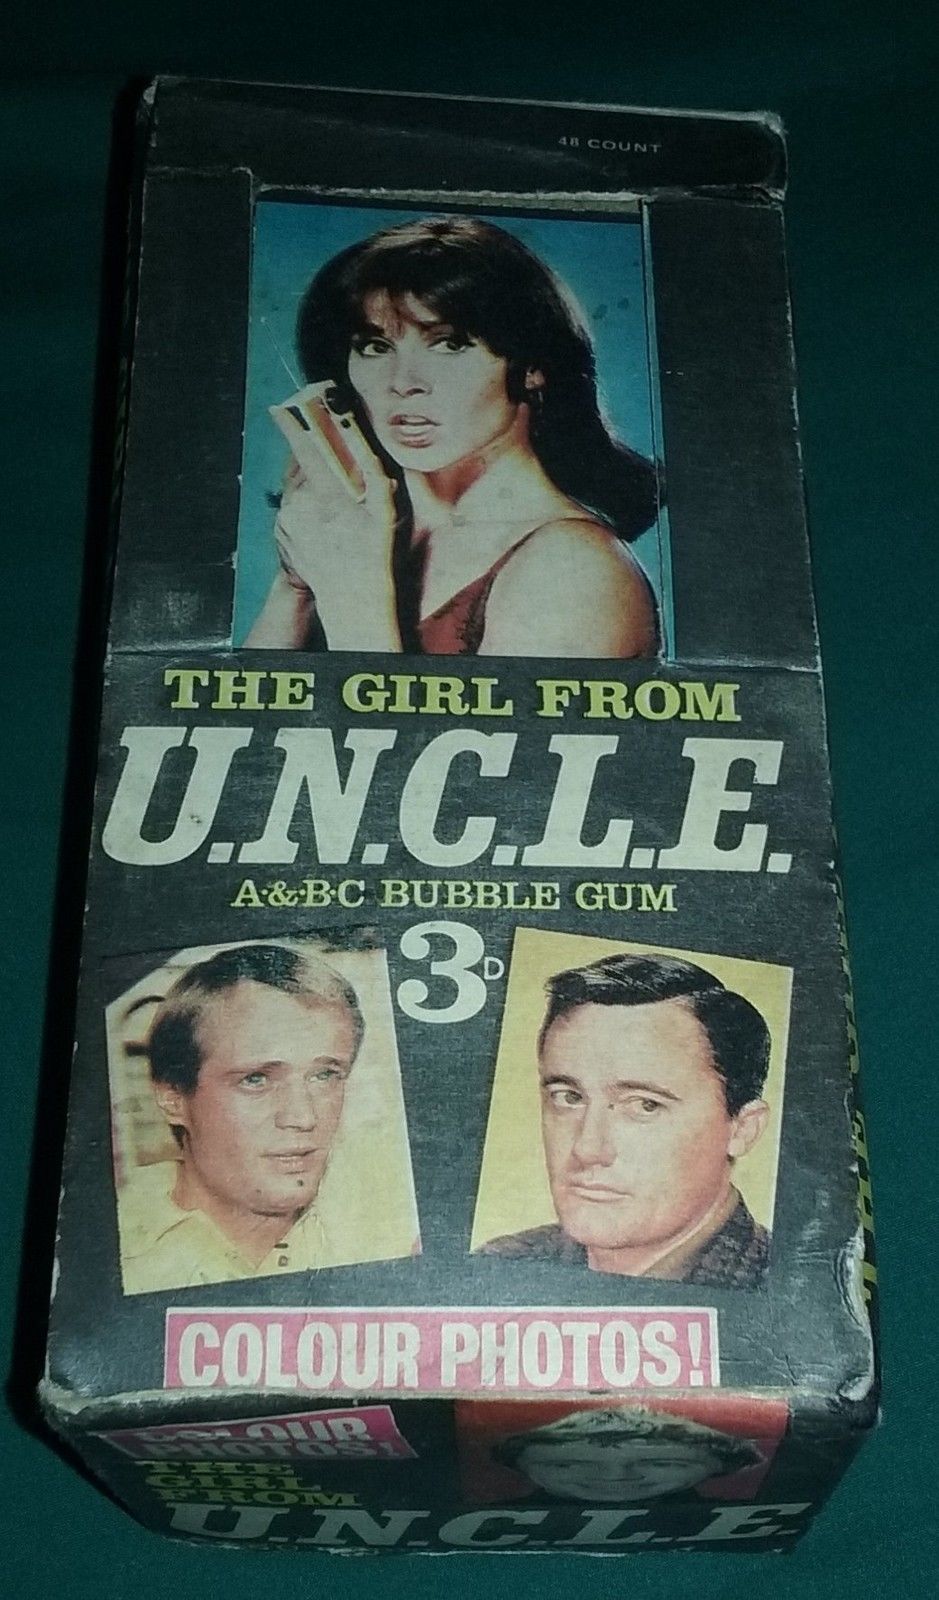 48 COUNT
THE GIRL FROM
U.N.C.L.E.
A·&·B·C BUBBLE GUM
3D
COLOUR PHOTOS!
COLOUR
PHOTOS!
THE
GIRL
FROM
U.N.C.L.E.